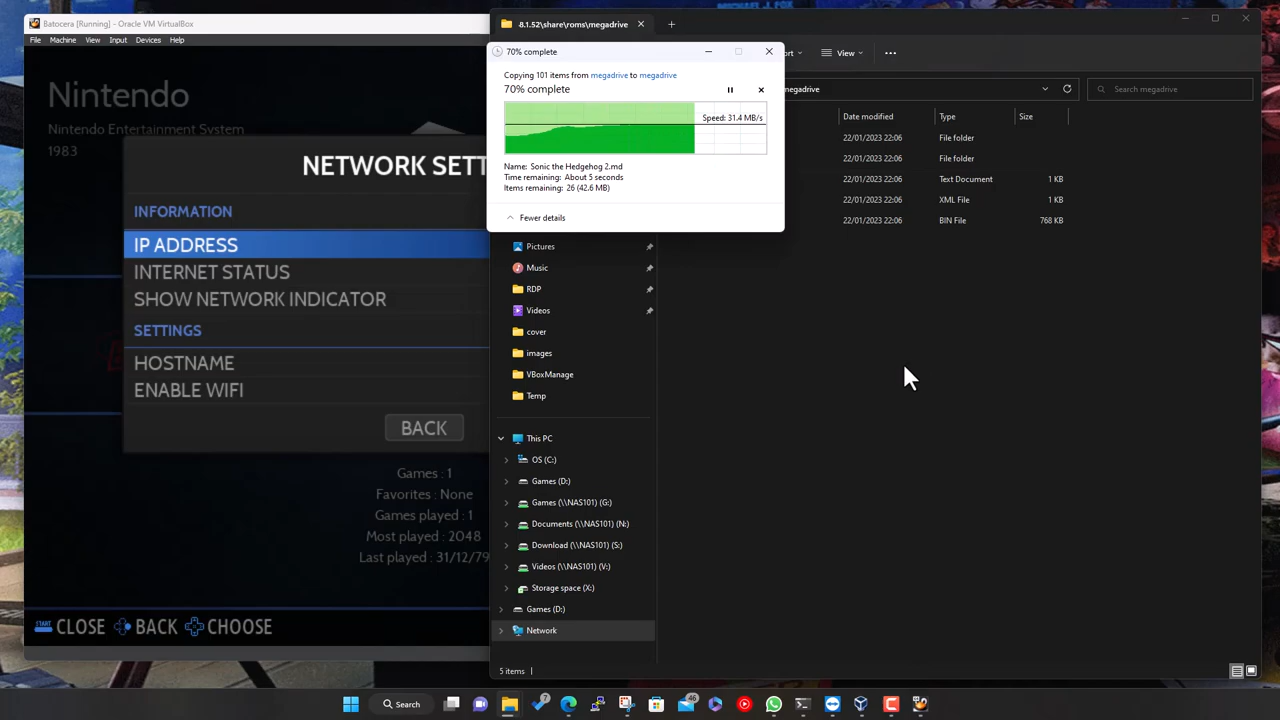 Batocera [Running] - Oracle VM VirtualBox
File Machine View Input Devices Help
Nintendo
Nintendo Entertainment System
1983
NETWORK SETT
INFORMATION
IP ADDRESS
INTERNET STATUS
SHOW NETWORK INDICATOR
SETTINGS
HOSTNAME
ENABLE WIFI
BACK
Games : 1
Favorites : None
Games played : 1
Most played : 2048
Last played : 31/12/79
START CLOSE BACK CHOOSE
8.1.52\share\roms\megadrive
70% complete
Copying 101 items from megadrive to megadrive
70% complete
Speed: 31.4 MB/s
Name: Sonic the Hedgehog 2.md
Time remaining: About 5 seconds
Items remaining: 26 (42.6 MB)
Fewer details
ort View
megadrive
Search megadrive
Date modified Type Size
22/01/2023 22:06 File folder
22/01/2023 22:06 File folder
22/01/2023 22:06 Text Document 1 KB
22/01/2023 22:06 XML File 1 KB
22/01/2023 22:06 BIN File 768 KB
Pictures
Music
RDP
Videos
cover
images
VBoxManage
Temp
This PC
OS (C:)
Games (D:)
Games (\\NAS101) (G:)
Documents (\\NAS101) (N:)
Download (\\NAS101) (S:)
Videos (\\NAS101) (V:)
Storage space (X:)
Games (D:)
Network
5 items
Search
7
46